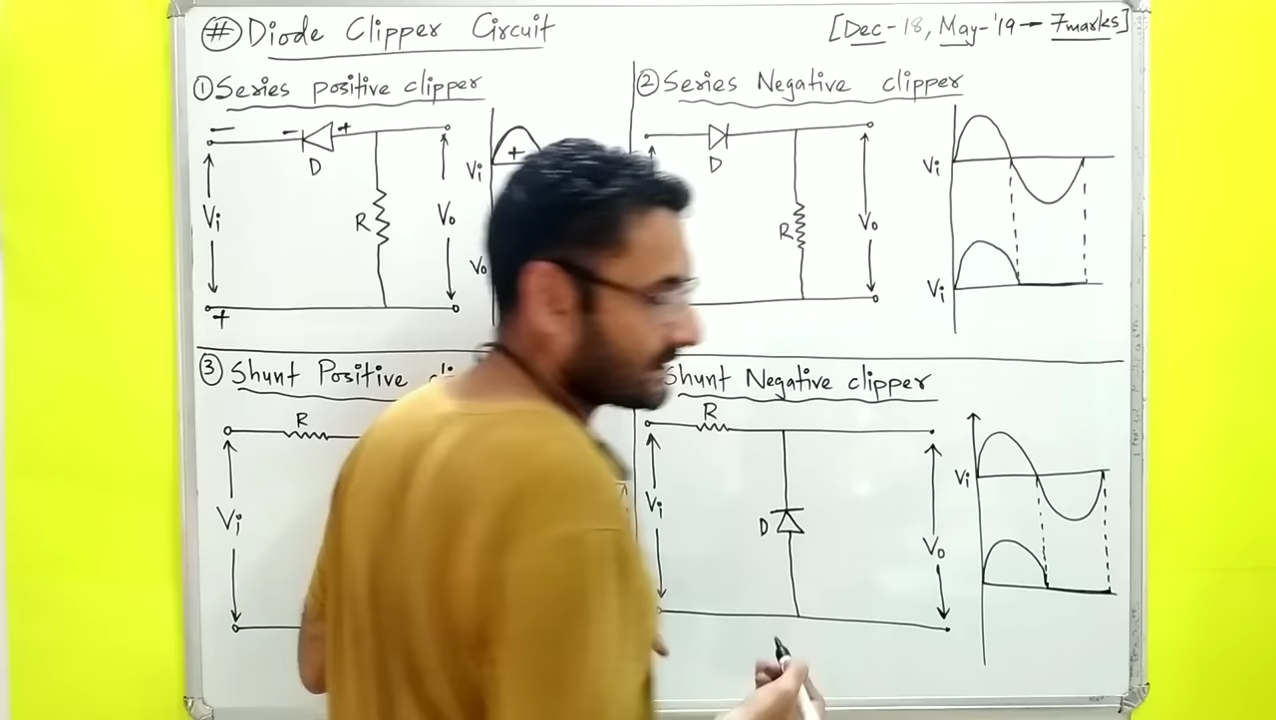 # Diode Clipper Circuit
[Dec-18, May-'19 → 7marks]
① Series positive clipper
② Series Negative clipper
- - +
D
Vi
R
Vo
+
Vi
+
Vo
D
R
Vo
Vi
Vi
③ Shunt Positive
Shunt Negative clipper
R
Vi
R
Vi
D
Vo
Vi